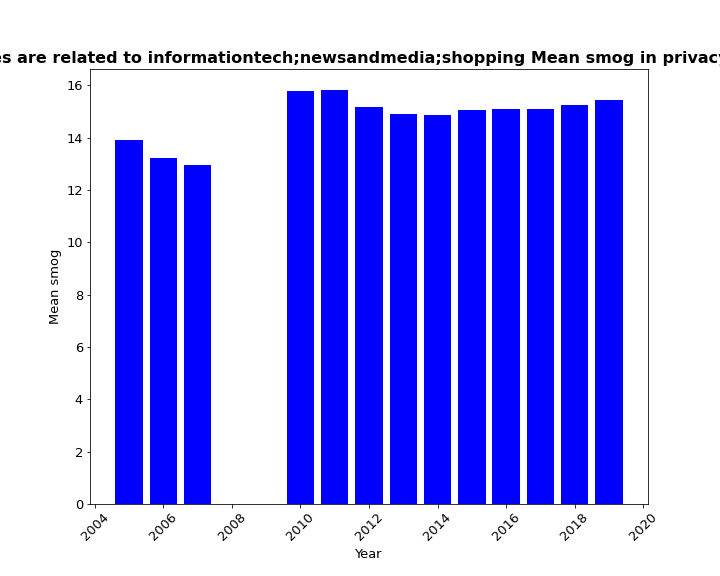 es are related to informationtech;newsandmedia;shopping Mean smog in privacy
16
14
12
10
8
6
4
2
0
Mean smog
2004 2006 2008 2010 2012 2014 2016 2018 2020
Year